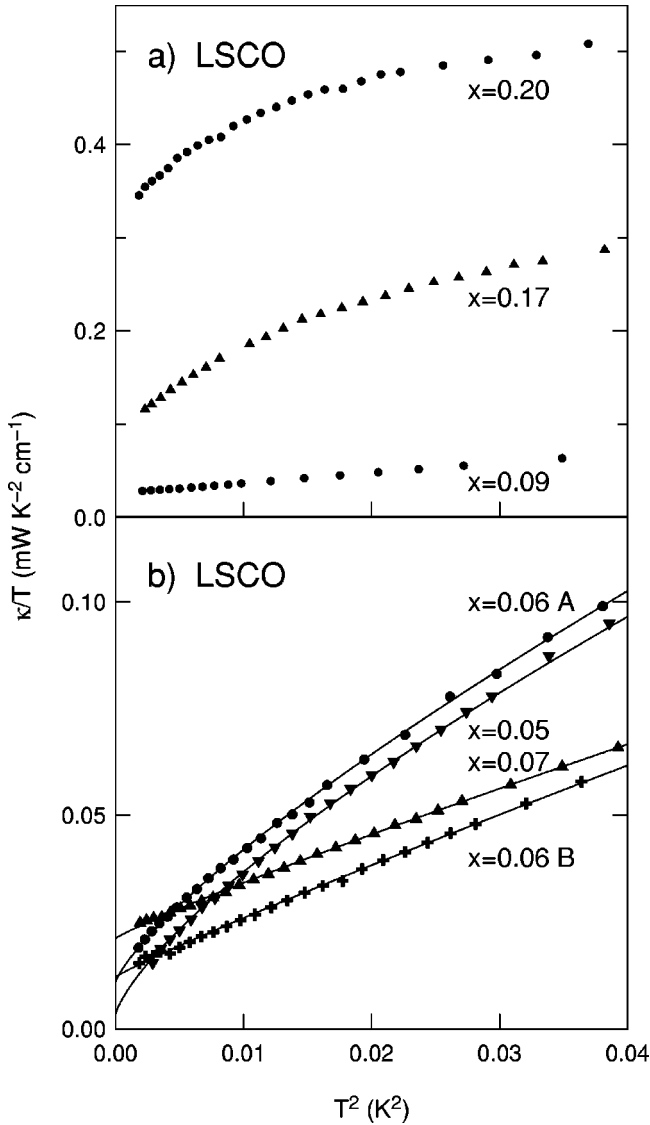 a) LSCO
x=0.20
0.4
x=0.17
0.2
x=0.09
0.0
κ/T (mW K⁻² cm⁻¹)
b) LSCO
x=0.06 A
0.10
x=0.05
x=0.07
0.05
x=0.06 B
0.00
0.00 0.01 0.02 0.03 0.04
T² (K²)